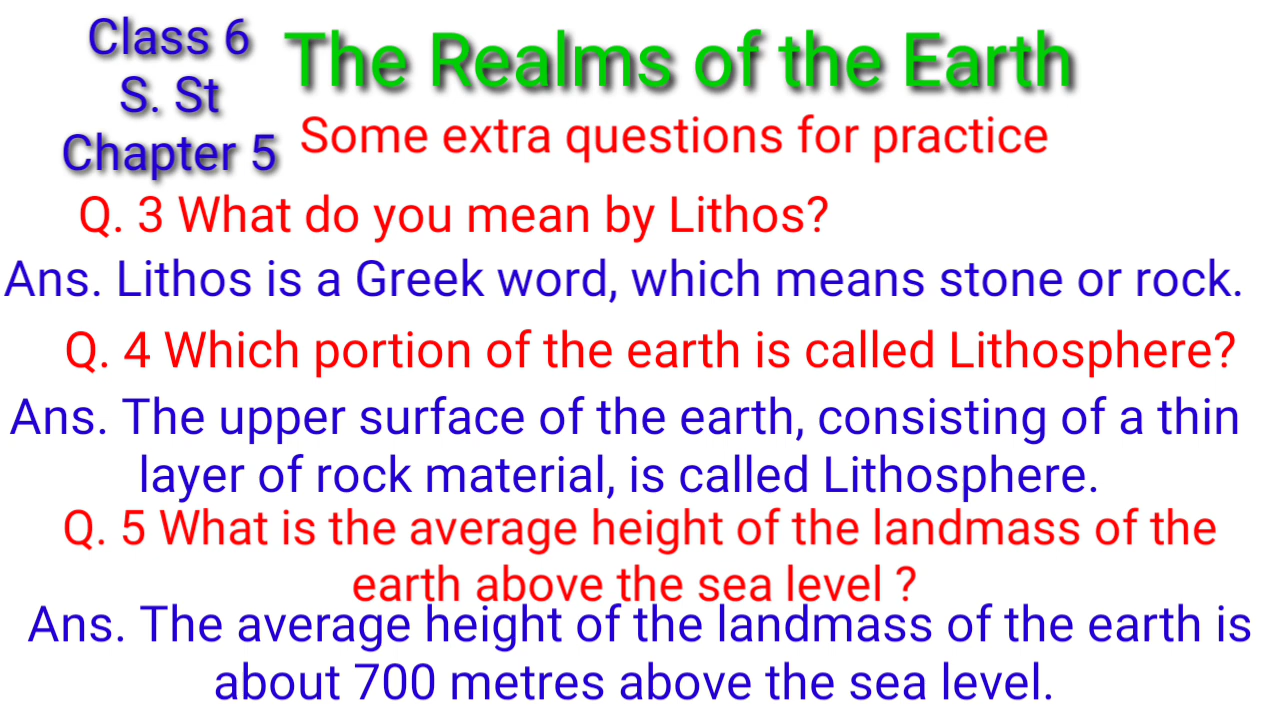 Class 6
S. St
Chapter 5
The Realms of the Earth
Some extra questions for practice
Q. 3 What do you mean by Lithos?
Ans. Lithos is a Greek word, which means stone or rock.
Q. 4 Which portion of the earth is called Lithosphere?
Ans. The upper surface of the earth, consisting of a thin
layer of rock material, is called Lithosphere.
Q. 5 What is the average height of the landmass of the
earth above the sea level ?
Ans. The average height of the landmass of the earth is
about 700 metres above the sea level.